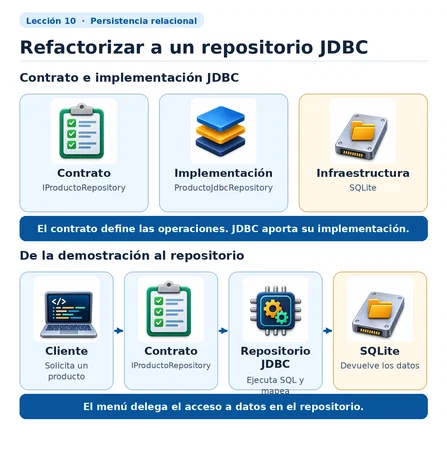 Lección 10 · Persistencia relacional
Refactorizar a un repositorio JDBC
Contrato e implementación JDBC
Contrato
IProductoRepository
Implementación
ProductoJdbcRepository
Infraestructura
SQLite
El contrato define las operaciones. JDBC aporta su implementación.
De la demostración al repositorio
Cliente
Solicita un
producto
Contrato
IProductoRepository
Repositorio
JDBC
Ejecuta SQL y
mapea
SQLite
Devuelve los datos
El menú delega el acceso a datos en el repositorio.